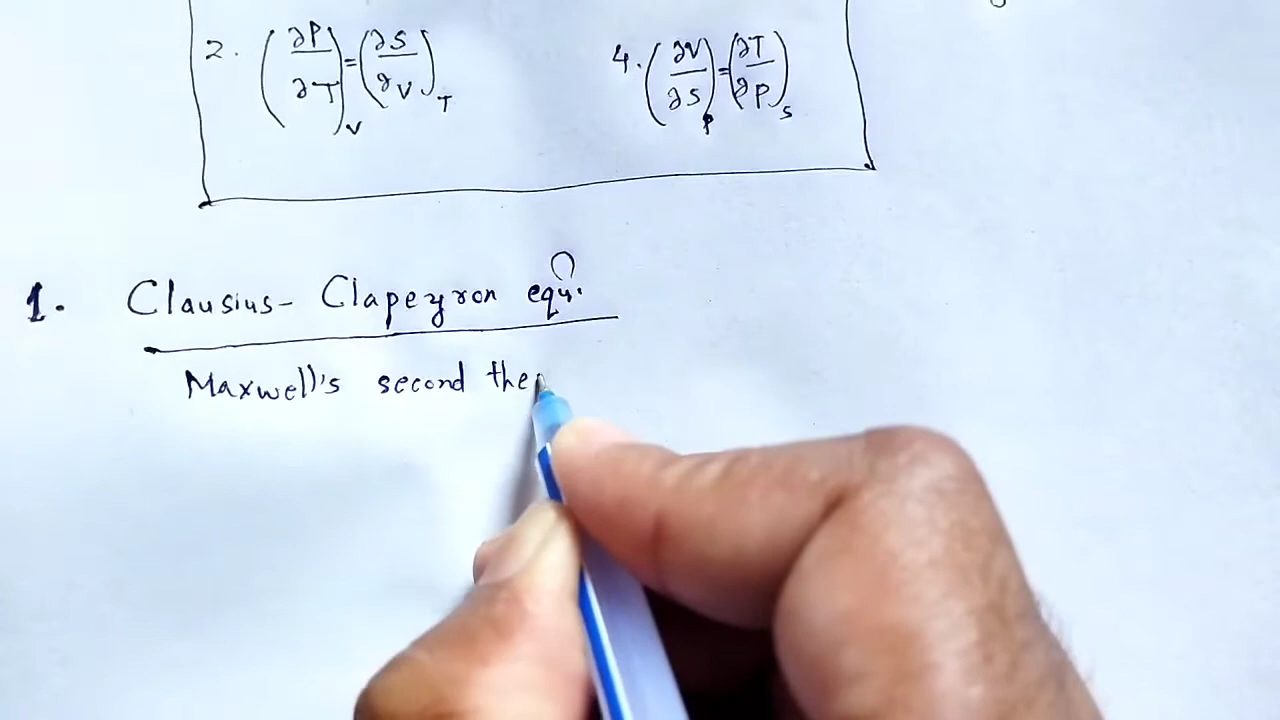 2. (∂P/∂T)_V = (∂S/∂V)_T
4. (∂V/∂S)_P = (∂T/∂P)_S
1. Clausius- Clapeyron eqn.
Maxwell's second the